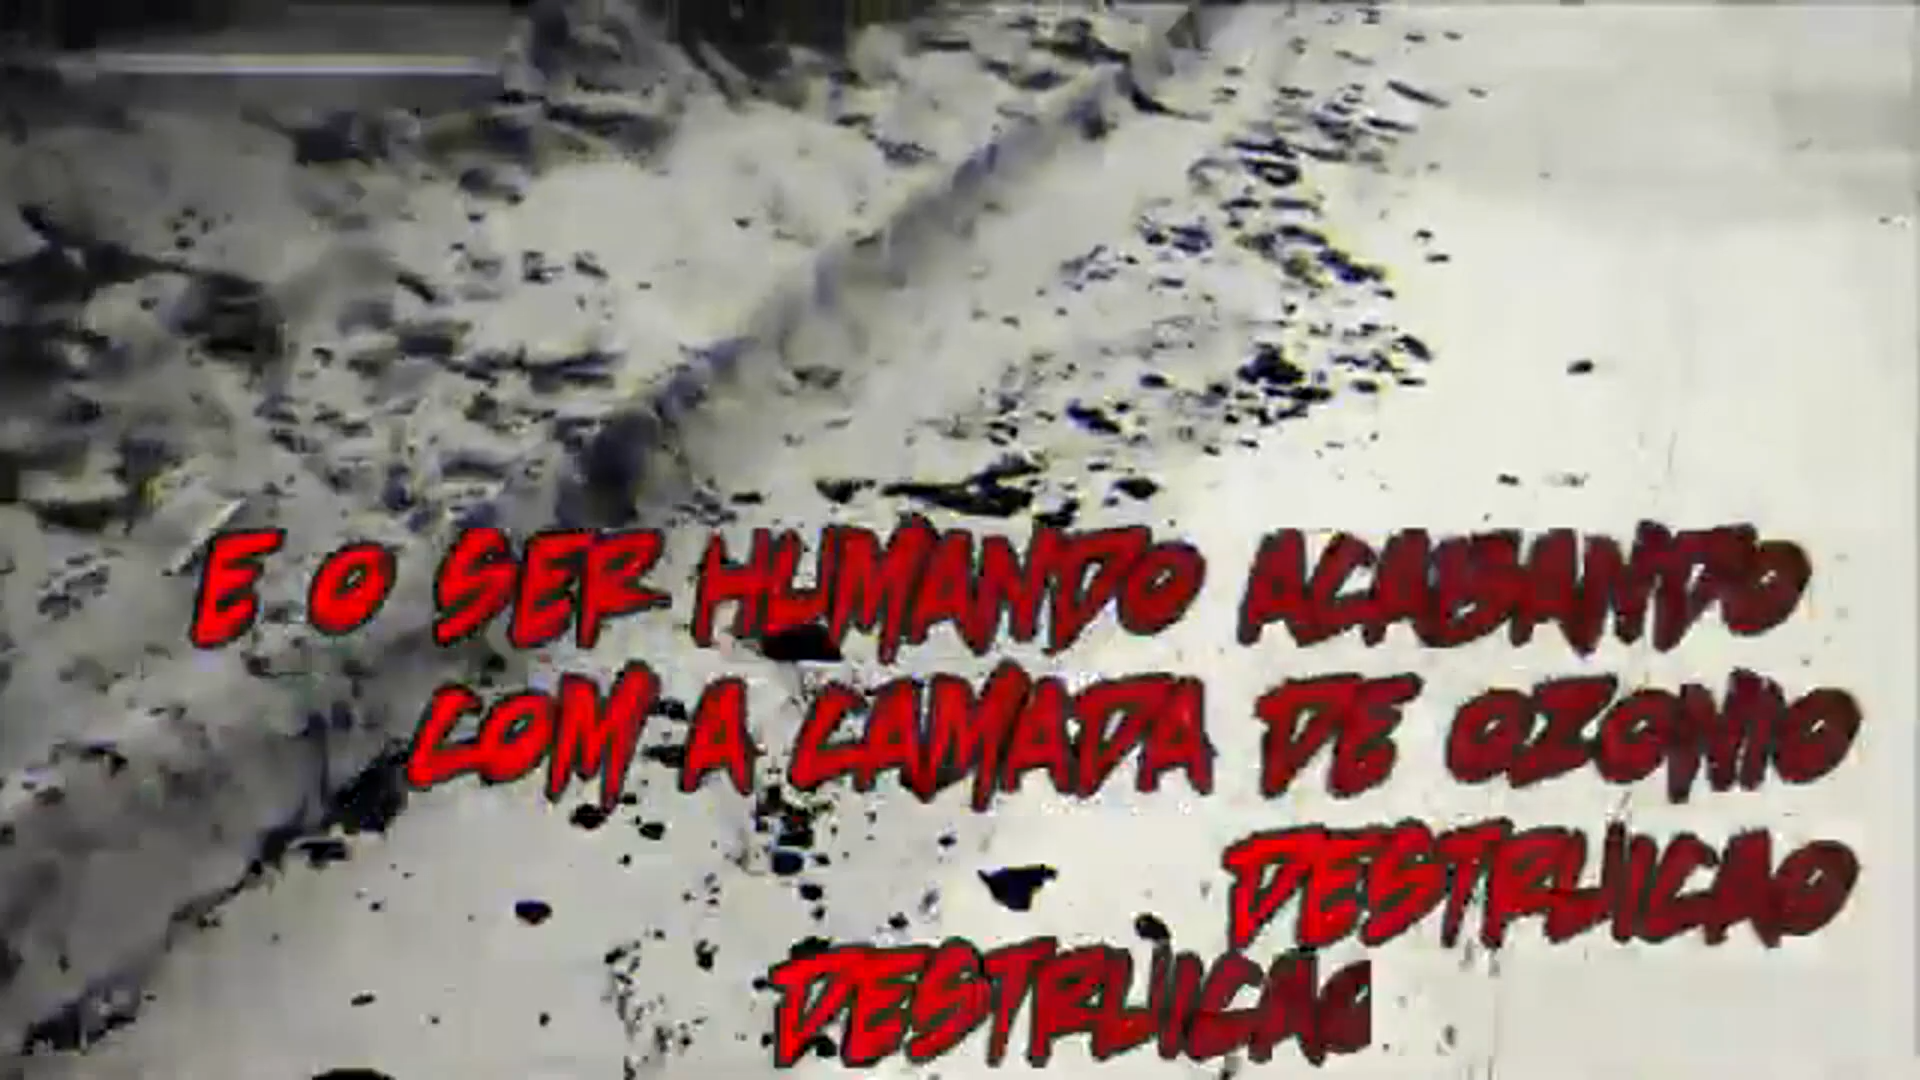 E O SER HUMANDO ACABANDO
COM A CAMADA DE OZONIO
DESTRUICAO
DESTRUICAO